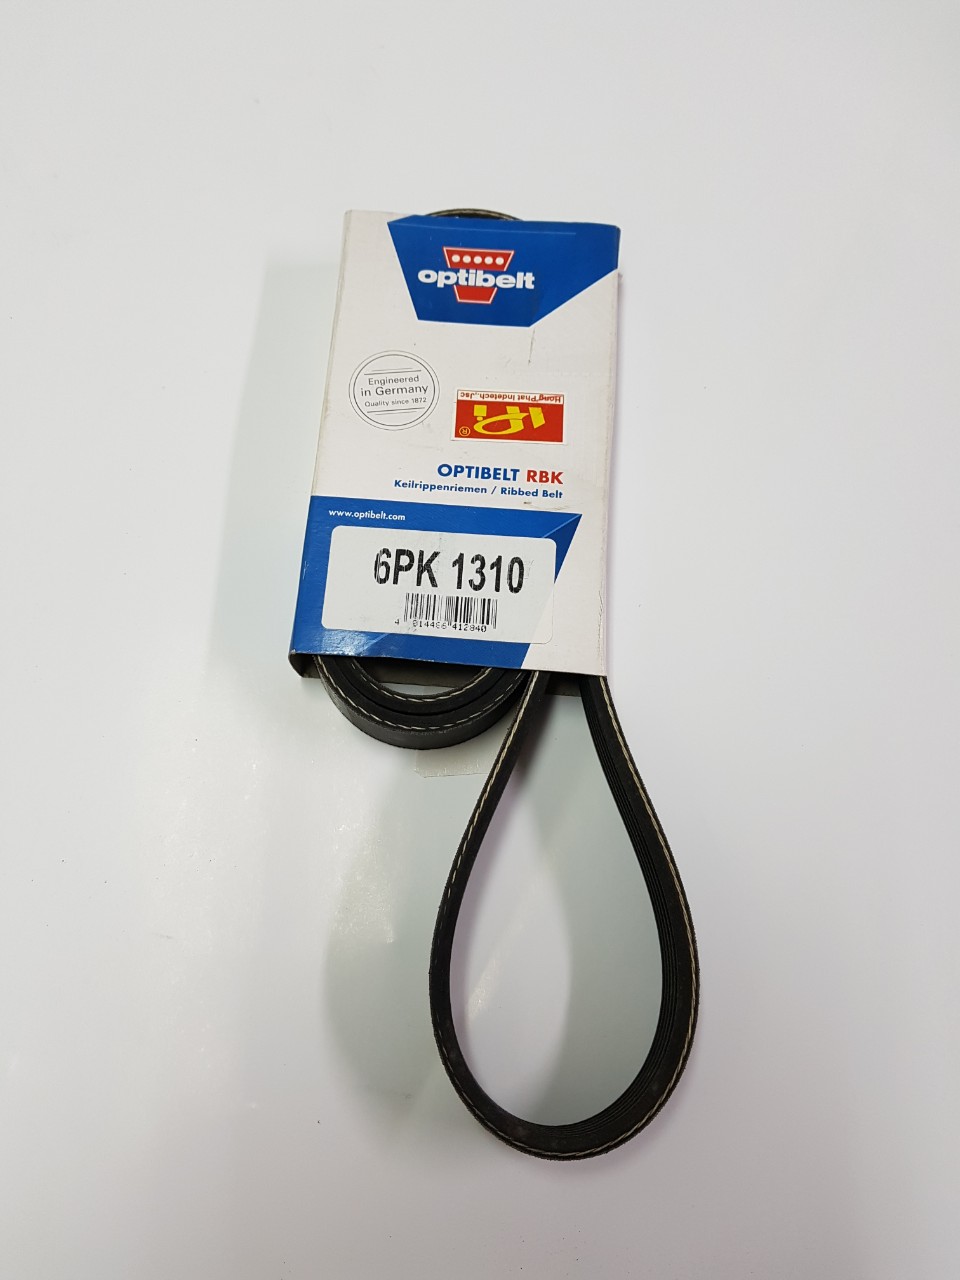 optibelt
Engineered
in Germany
Quality since 1872
Hong Phat Indetech.,Jsc
HP
®
OPTIBELT RBK
Keilrippenriemen / Ribbed Belt
www.optibelt.com
6PK 1310
4 014486 412840